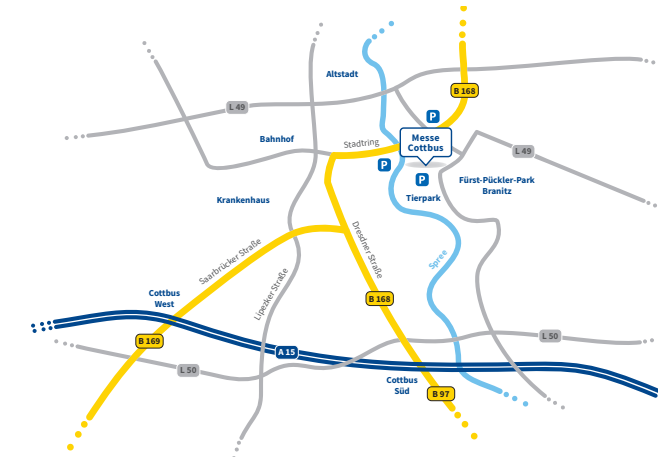 Altstadt
B 168
L 49
P
Messe
Cottbus
Bahnhof
Stadtring
L 49
P
P
Fürst-Pückler-Park
Branitz
Krankenhaus
Tierpark
Saarbrücker Straße
Dresdner Straße
Spree
Lipezker Straße
Cottbus
West
B 168
B 169
A 15
L 50
L 50
Cottbus
Süd
B 97